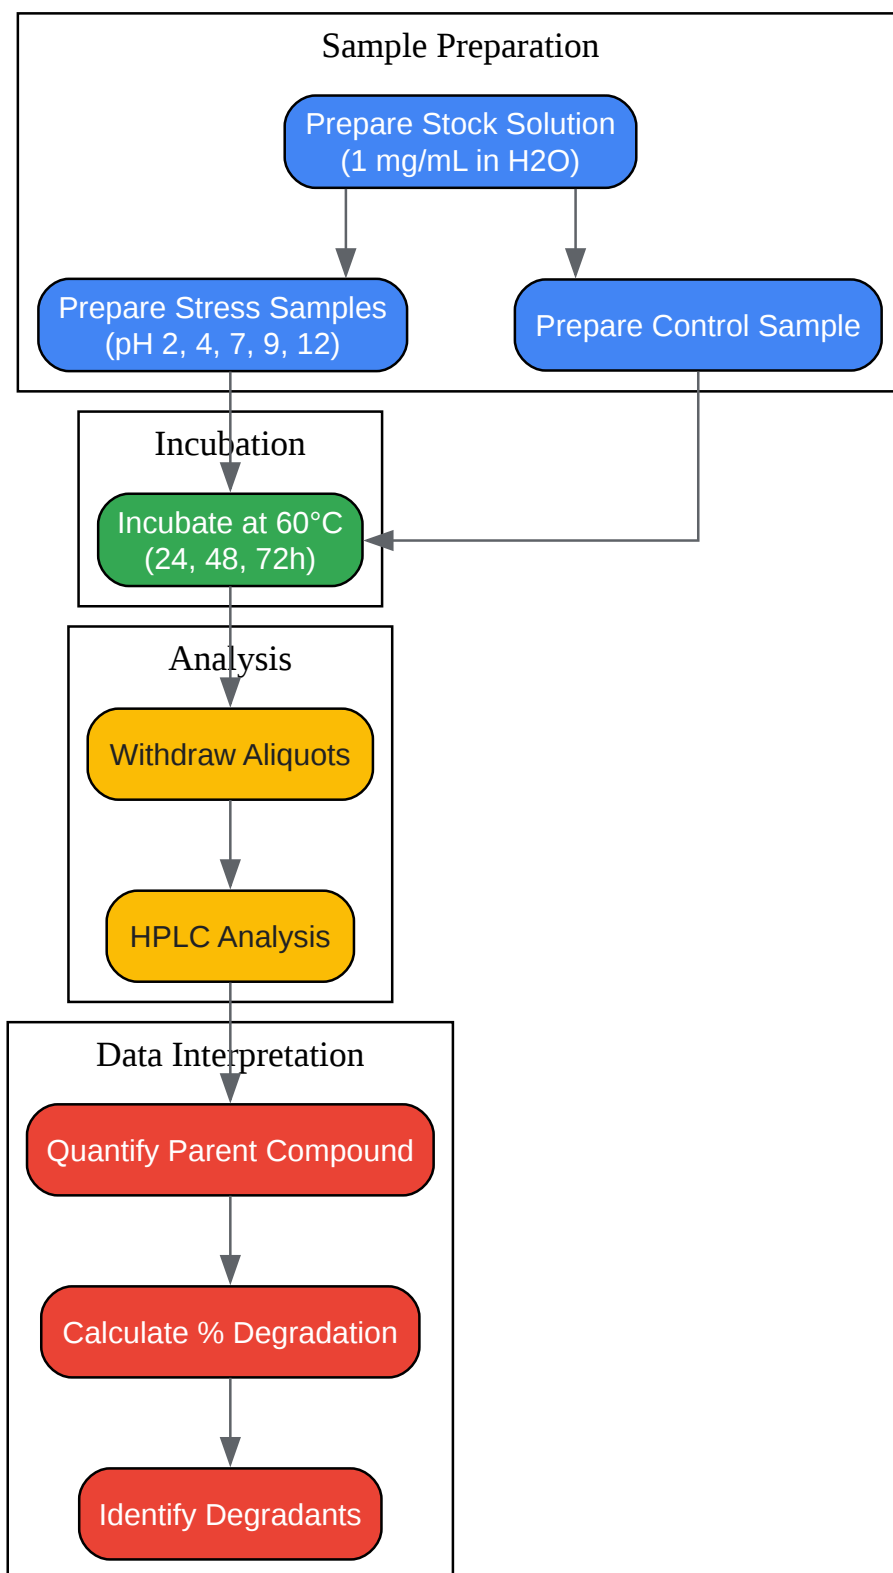 Sample Preparation
Prepare Stock Solution
(1 mg/mL in H2O)
Prepare Stress Samples
(pH 2, 4, 7, 9, 12)
Prepare Control Sample
Incubation
Incubate at 60°C
(24, 48, 72h)
Analysis
Withdraw Aliquots
HPLC Analysis
Data Interpretation
Quantify Parent Compound
Calculate % Degradation
Identify Degradants